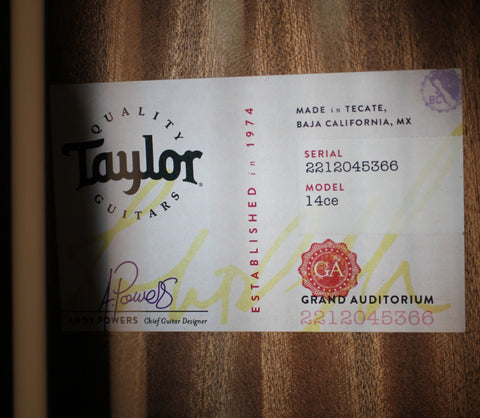 QUALITY
Taylor
GUITARS
A.Powers
ANDY POWERS Chief Guitar Designer
ESTABLISHED in 1974
MADE in TECATE,
BAJA CALIFORNIA, MX
SERIAL
2212045366
MODEL
14ce
GA
GRAND AUDITORIUM
2212045366